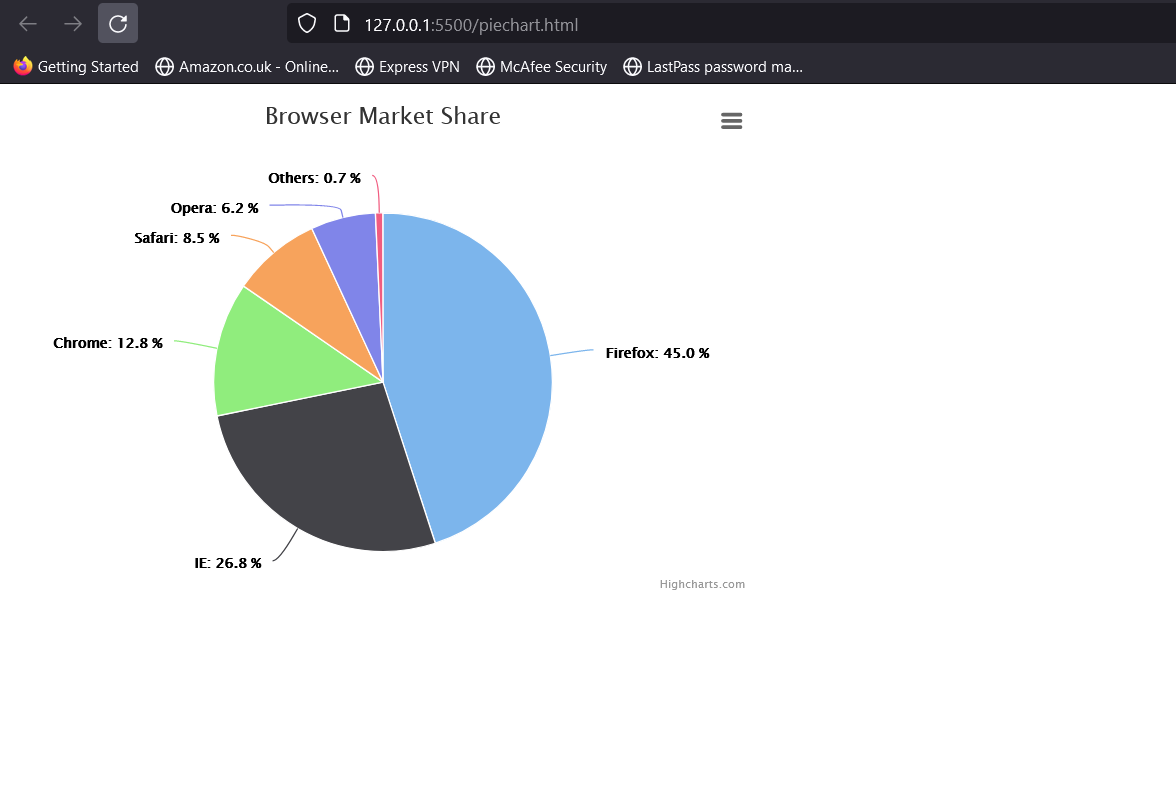 127.0.0.1:5500/piechart.html
Getting Started
Amazon.co.uk - Online...
Express VPN
McAfee Security
LastPass password ma...
Browser Market Share
Others: 0.7 %
Opera: 6.2 %
Safari: 8.5 %
Chrome: 12.8 %
Firefox: 45.0 %
IE: 26.8 %
Highcharts.com